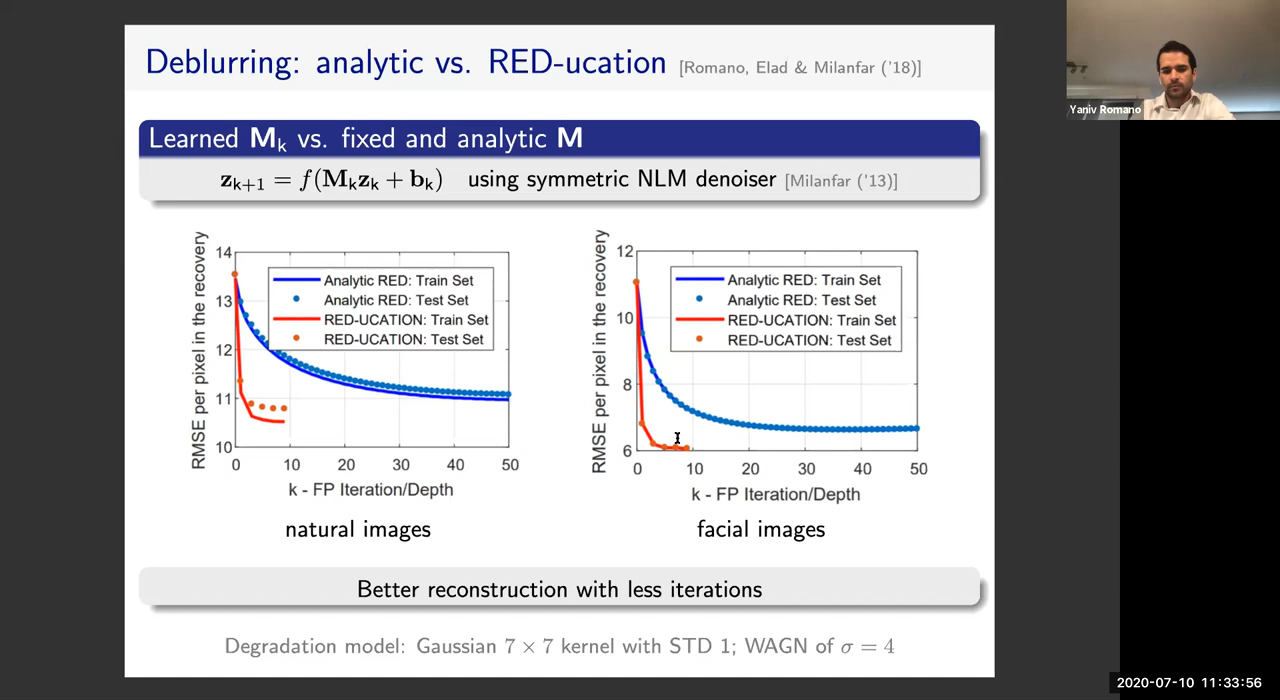 Deblurring: analytic vs. RED-ucation [Romano, Elad & Milanfar ('18)]
Yaniv Romano
Learned M_k vs. fixed and analytic M
z_{k+1} = f(M_k z_k + b_k) using symmetric NLM denoiser [Milanfar ('13)]
RMSE per pixel in the recovery
14
13
12
11
10
Analytic RED: Train Set
Analytic RED: Test Set
RED-UCATION: Train Set
RED-UCATION: Test Set
0 10 20 30 40 50
k - FP Iteration/Depth
natural images
RMSE per pixel in the recovery
12
10
8
6
Analytic RED: Train Set
Analytic RED: Test Set
RED-UCATION: Train Set
RED-UCATION: Test Set
0 10 20 30 40 50
k - FP Iteration/Depth
facial images
Better reconstruction with less iterations
Degradation model: Gaussian 7 × 7 kernel with STD 1; WAGN of σ = 4
2020-07-10 11:33:56